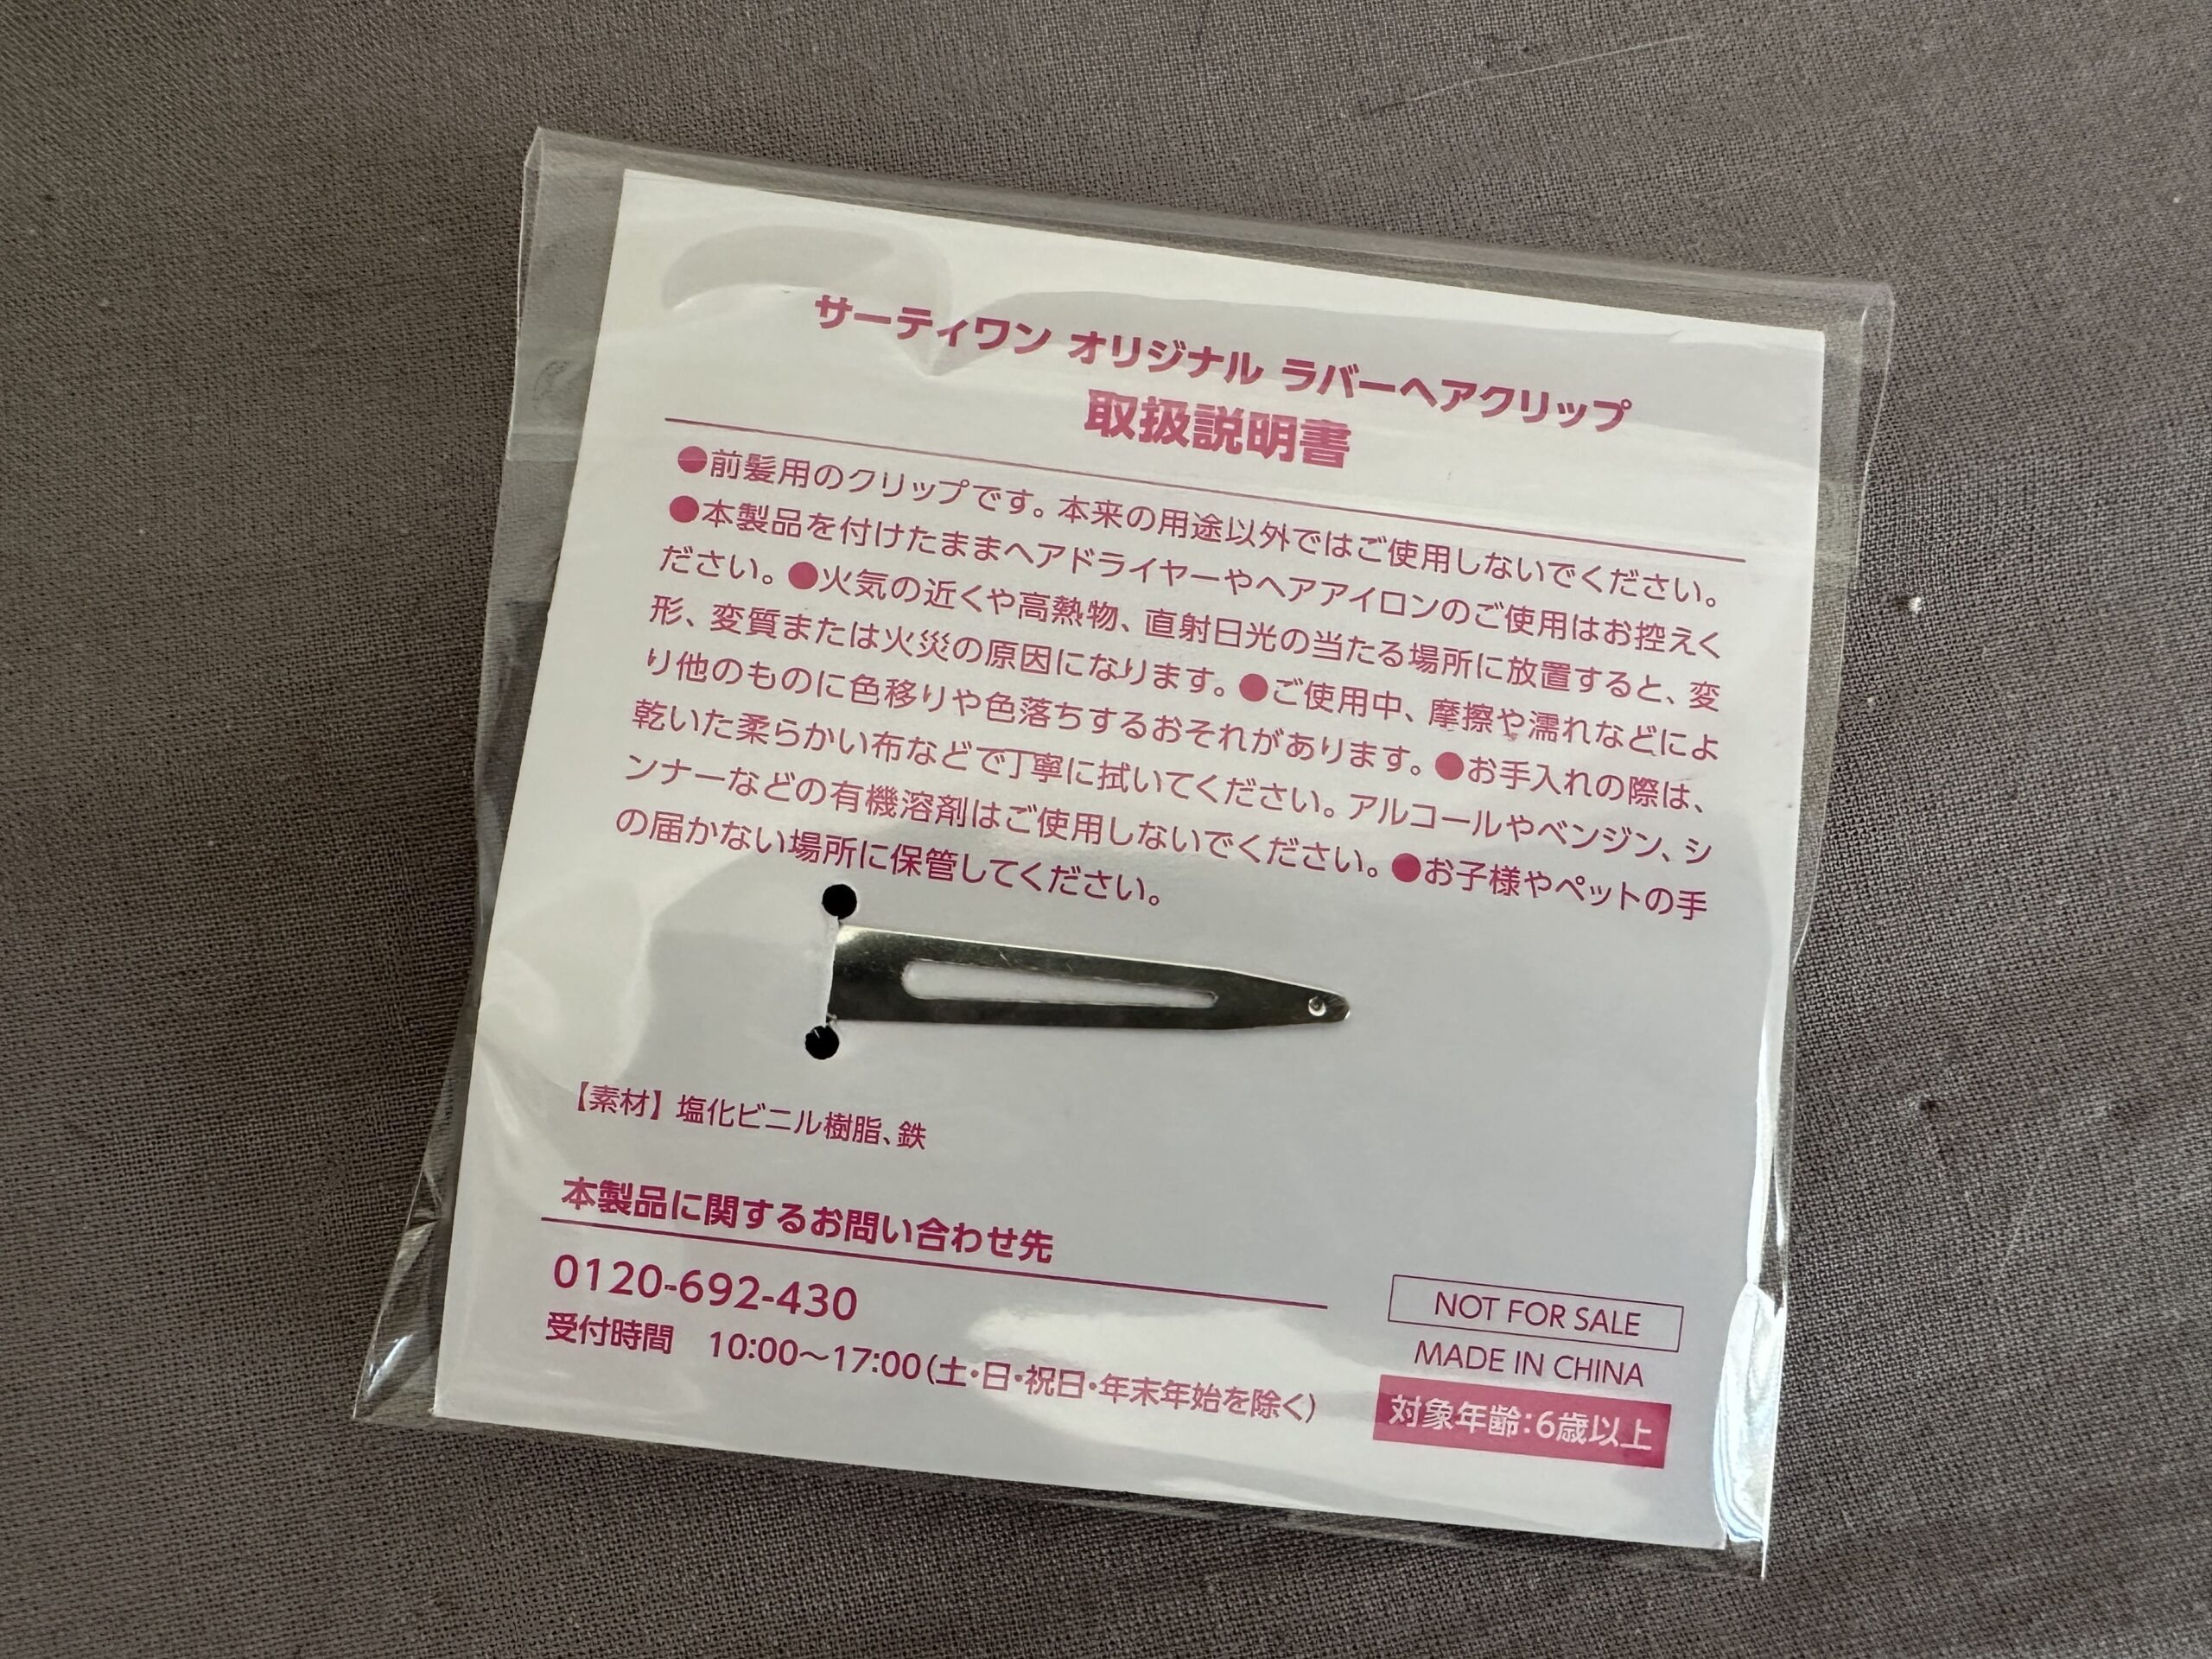 サーティワン オリジナル ラバーヘアクリップ
取扱説明書
●前髪用のクリップです。本来の用途以外ではご使用しないでください。
●本製品を付けたままヘアドライヤーやヘアアイロンのご使用はお控えく
ださい。●火気の近くや高熱物、直射日光の当たる場所に放置すると、変
形、変質または火災の原因になります。●ご使用中、摩擦や濡れなどによ
り他のものに色移りや色落ちするおそれがあります。●お手入れの際は、
乾いた柔らかい布などで丁寧に拭いてください。アルコールやベンジン、シ
ンナーなどの有機溶剤はご使用しないでください。●お子様やペットの手
の届かない場所に保管してください。
【素材】塩化ビニル樹脂、鉄
本製品に関するお問い合わせ先
0120-692-430
受付時間 10:00〜17:00(土・日・祝日・年末年始を除く)
NOT FOR SALE
MADE IN CHINA
対象年齢:6歳以上